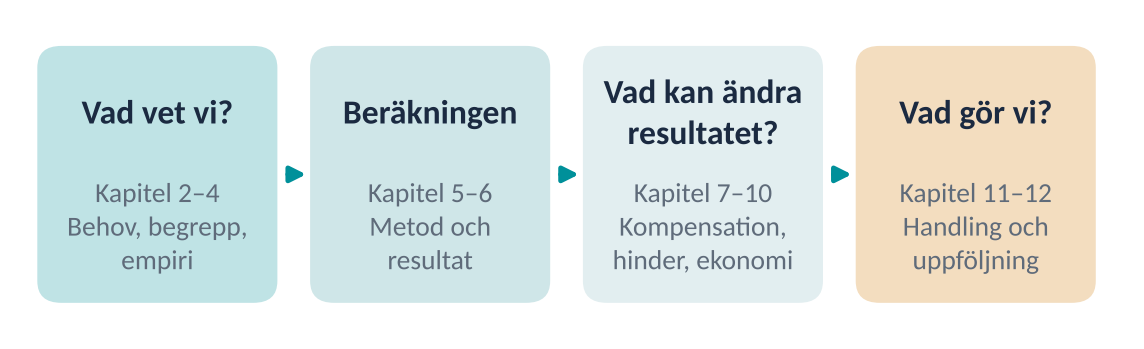 Vad vet vi?
Kapitel 2–4
Behov, begrepp,
empiri
Beräkningen
Kapitel 5–6
Metod och
resultat
Vad kan ändra
resultatet?
Kapitel 7–10
Kompensation,
hinder, ekonomi
Vad gör vi?
Kapitel 11–12
Handling och
uppföljning